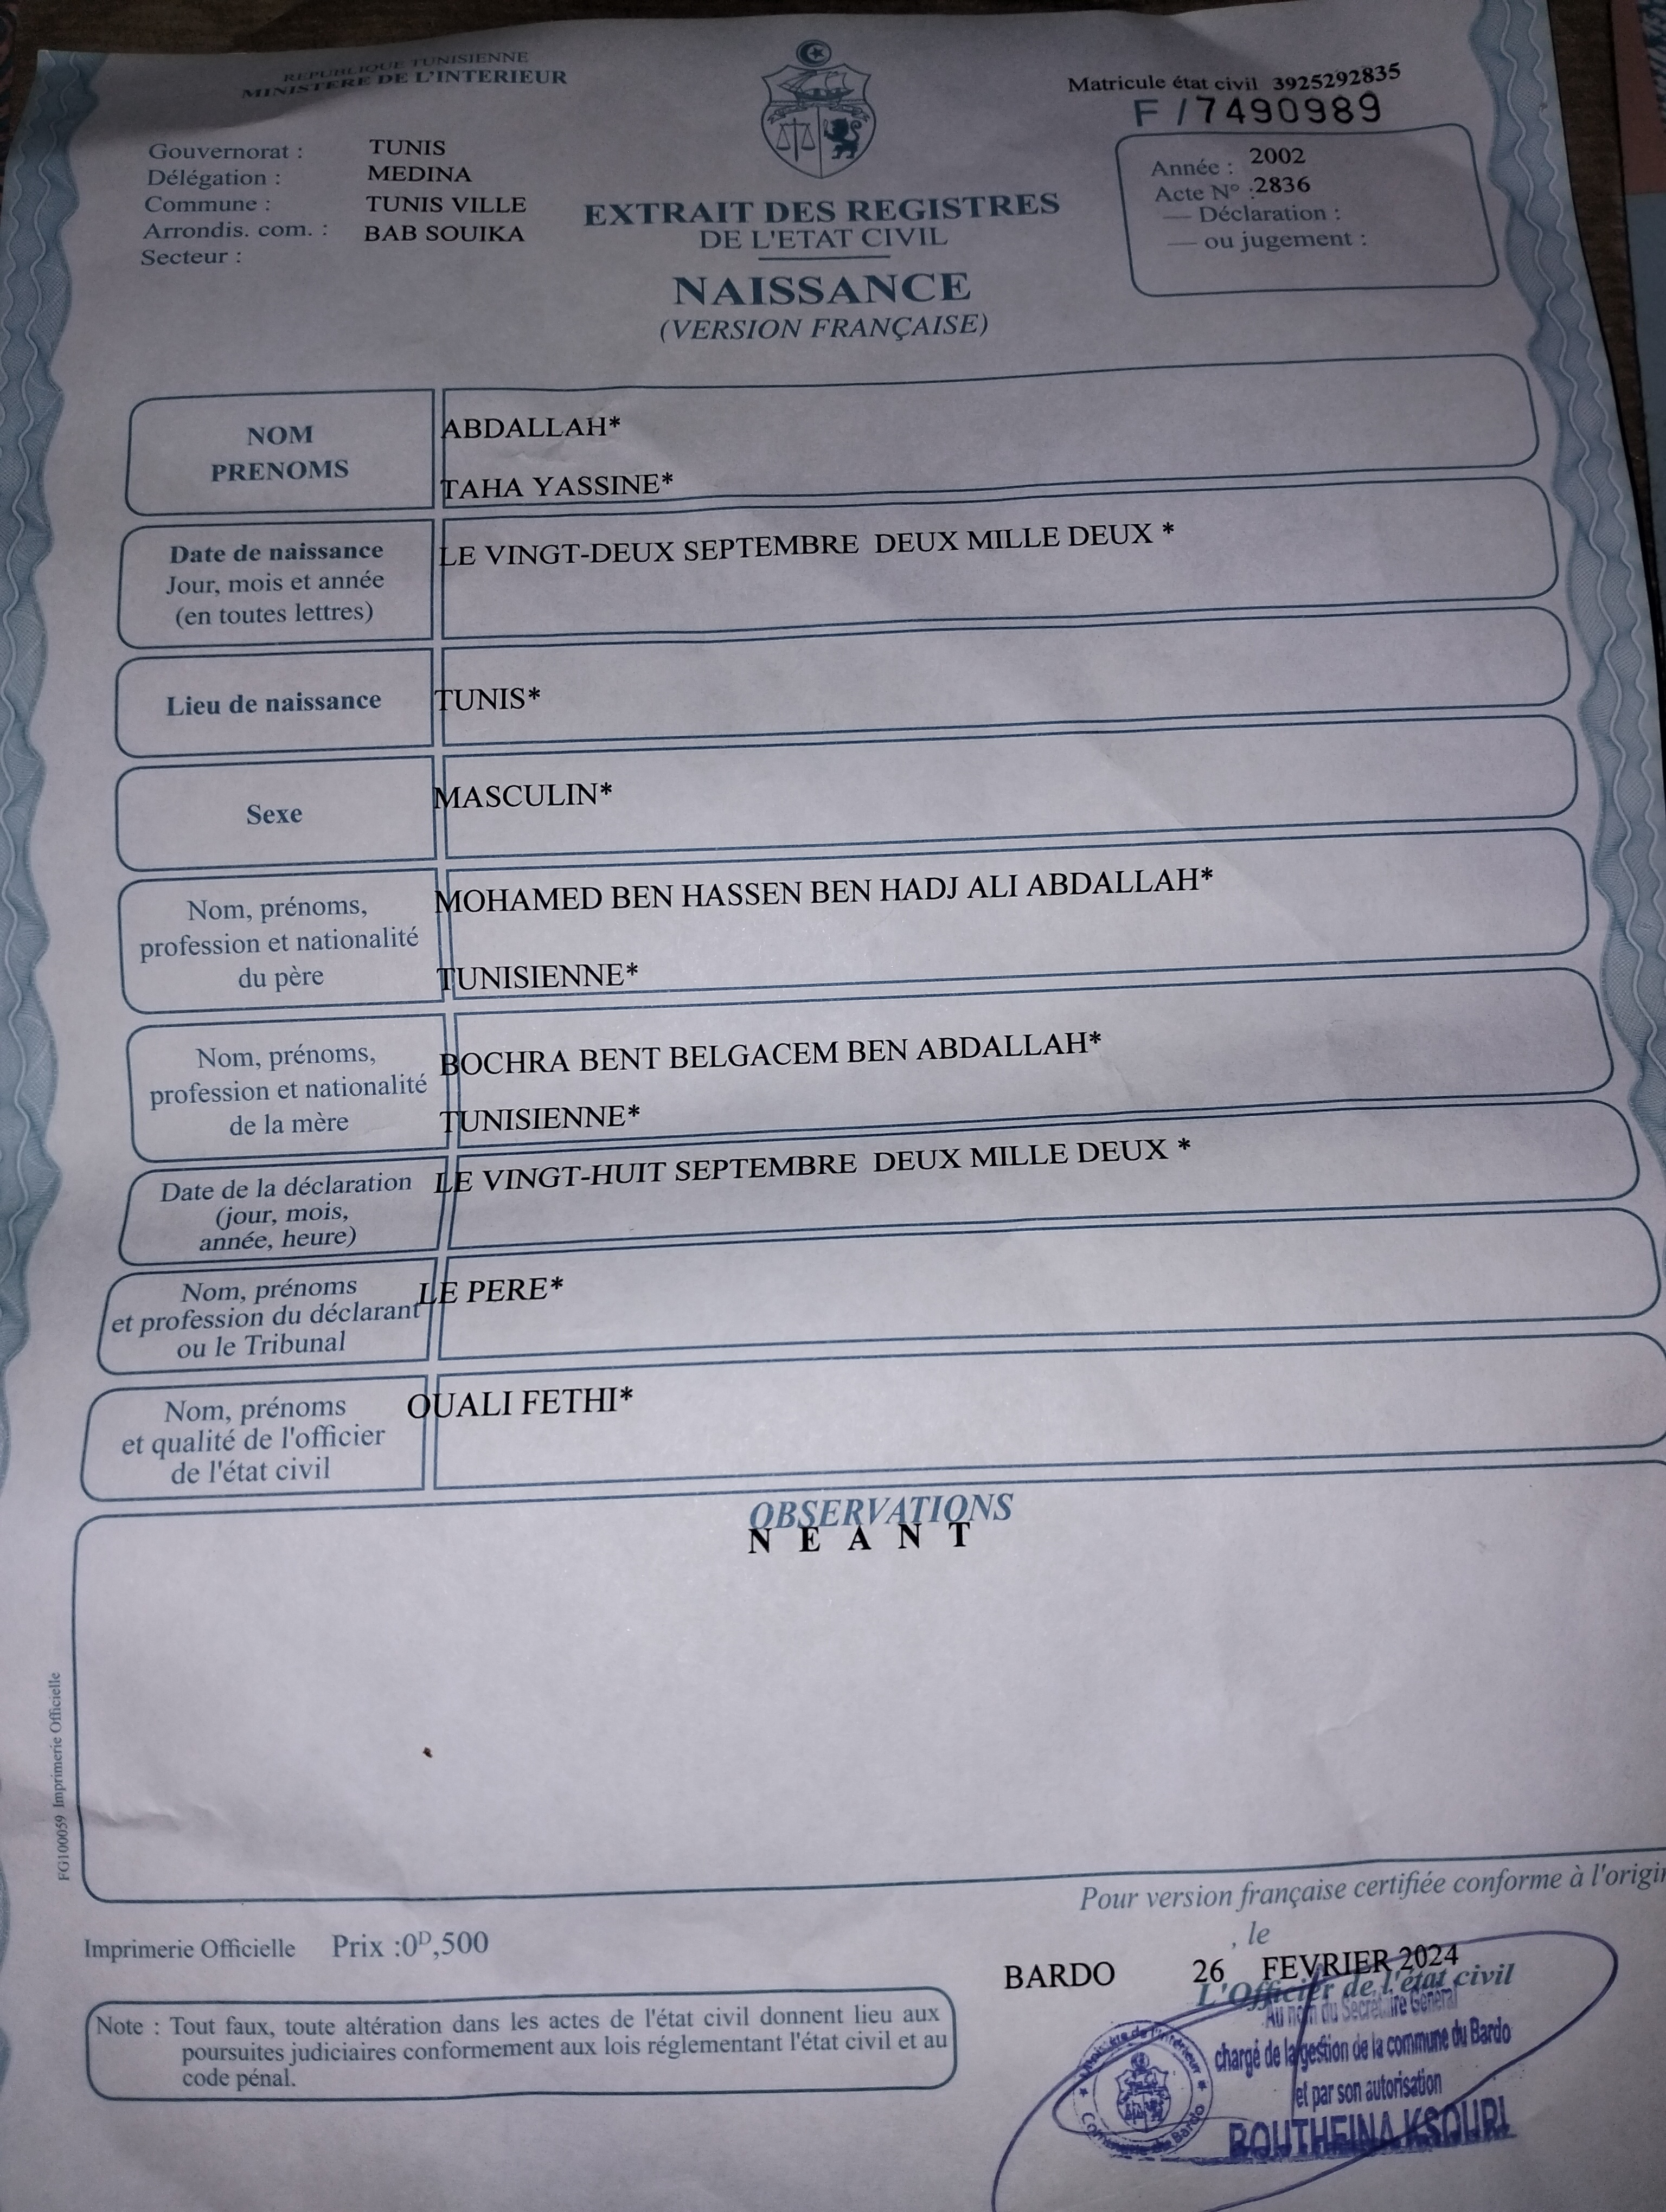 REPUBLIQUE TUNISIENNE
MINISTERE DE L'INTERIEUR
Matricule état civil 3925292835
F /7490989
Gouvernorat : TUNIS
Délégation : MEDINA
Commune : TUNIS VILLE
Arrondis. com. : BAB SOUIKA
Secteur :
EXTRAIT DES REGISTRES
DE L'ETAT CIVIL
NAISSANCE
(VERSION FRANÇAISE)
Année : 2002
Acte N° : 2836
— Déclaration :
— ou jugement :
NOM
PRENOMS
ABDALLAH*
TAHA YASSINE*
Date de naissance
Jour, mois et année
(en toutes lettres)
LE VINGT-DEUX SEPTEMBRE DEUX MILLE DEUX *
Lieu de naissance
TUNIS*
Sexe
MASCULIN*
Nom, prénoms,
profession et nationalité
du père
MOHAMED BEN HASSEN BEN HADJ ALI ABDALLAH*
TUNISIENNE*
Nom, prénoms,
profession et nationalité
de la mère
BOCHRA BENT BELGACEM BEN ABDALLAH*
TUNISIENNE*
Date de la déclaration
(jour, mois,
année, heure)
LE VINGT-HUIT SEPTEMBRE DEUX MILLE DEUX *
Nom, prénoms
et profession du déclarant
ou le Tribunal
LE PERE*
Nom, prénoms
et qualité de l'officier
de l'état civil
OUALI FETHI*
OBSERVATIONS
N E A N T
FG100059 Imprimerie Officielle
Pour version française certifiée conforme à l'origin
, le
BARDO 26 FEVRIER 2024
L'Officier de l'état civil
Imprimerie Officielle Prix :0D,500
Note : Tout faux, toute altération dans les actes de l'état civil donnent lieu aux
poursuites judiciaires conformement aux lois réglementant l'état civil et au
code pénal.
Au nom du Secrétaire Général
chargé de la gestion de la commune du Bardo
et par son autorisation
BOUTHEINA KSOURI
Ministère de l'intérieur
Commune du Bardo